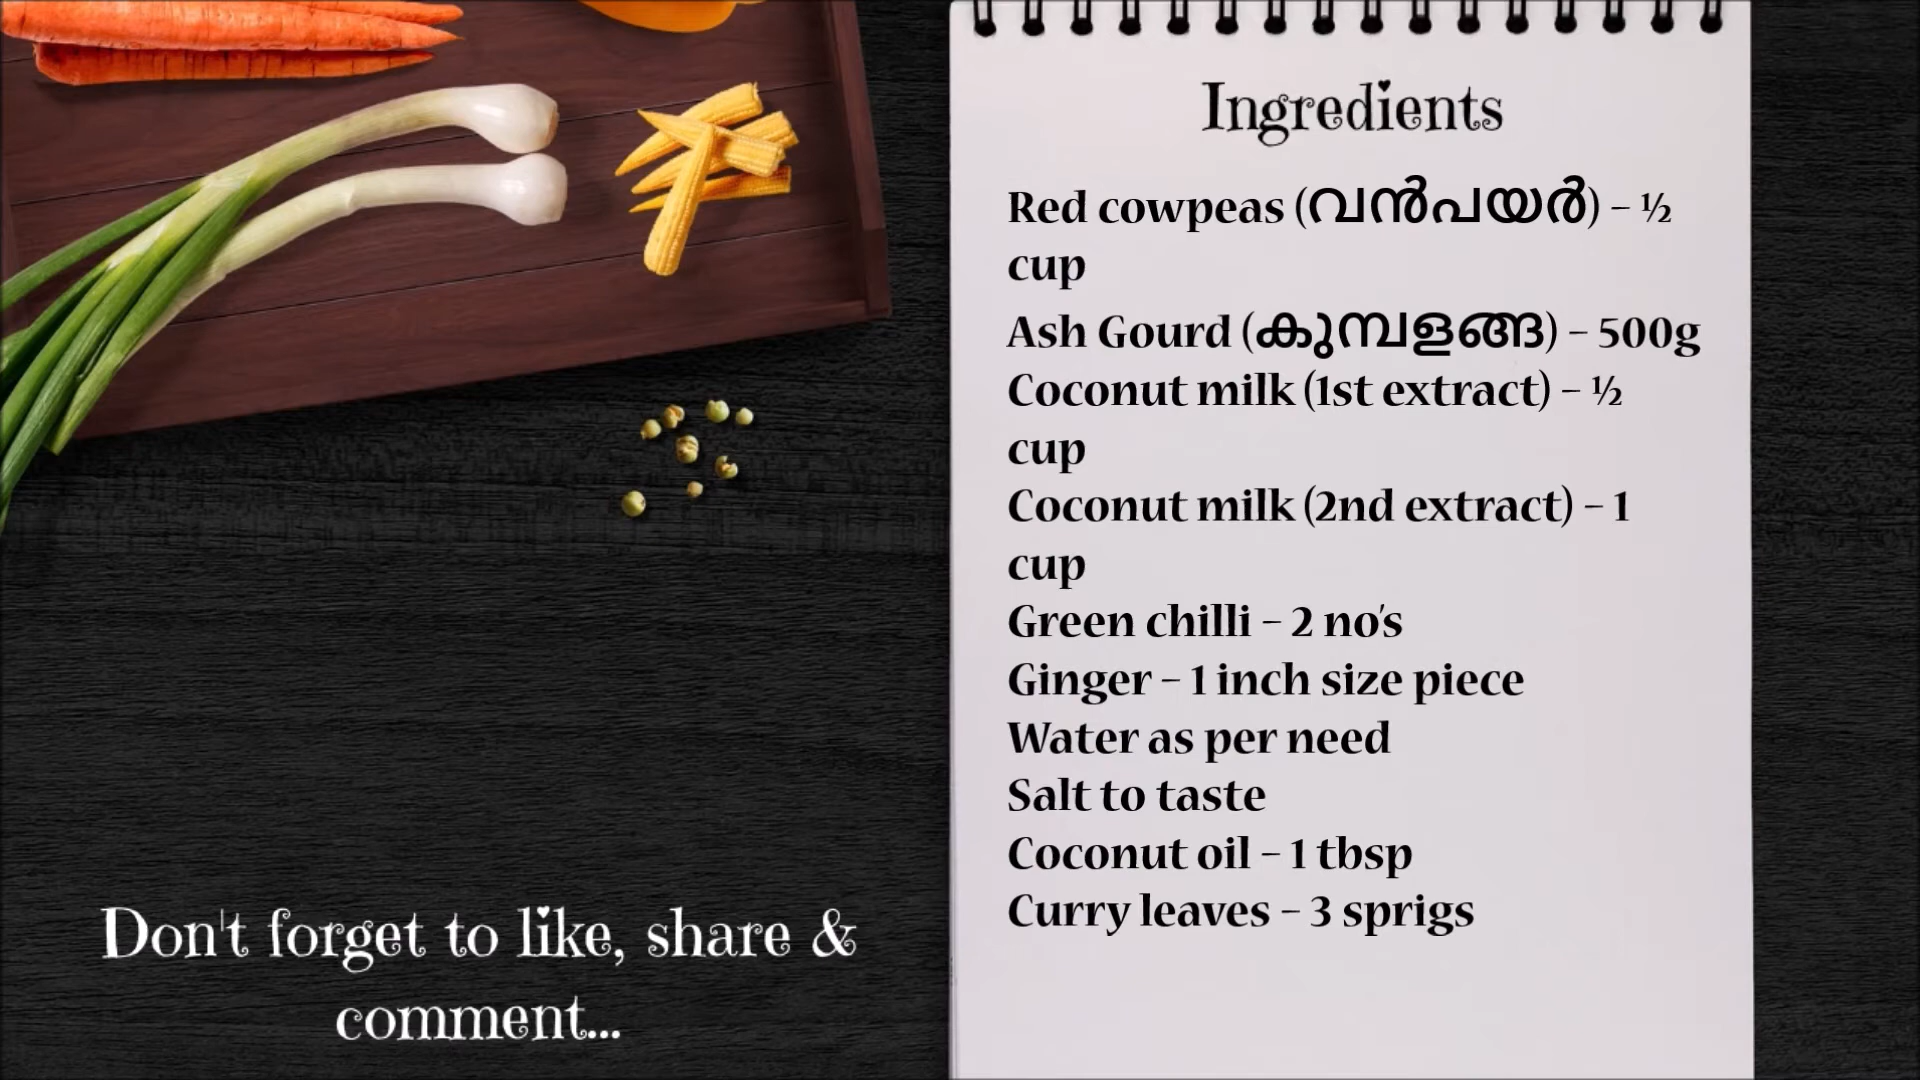 Ingredients
Red cowpeas (വൻപയർ) – ½
cup
Ash Gourd (കുമ്പളങ്ങ) – 500g
Coconut milk (1st extract) – ½
cup
Coconut milk (2nd extract) – 1
cup
Green chilli – 2 no's
Ginger – 1 inch size piece
Water as per need
Salt to taste
Coconut oil – 1 tbsp
Curry leaves – 3 sprigs
Don't forget to like, share &
comment...